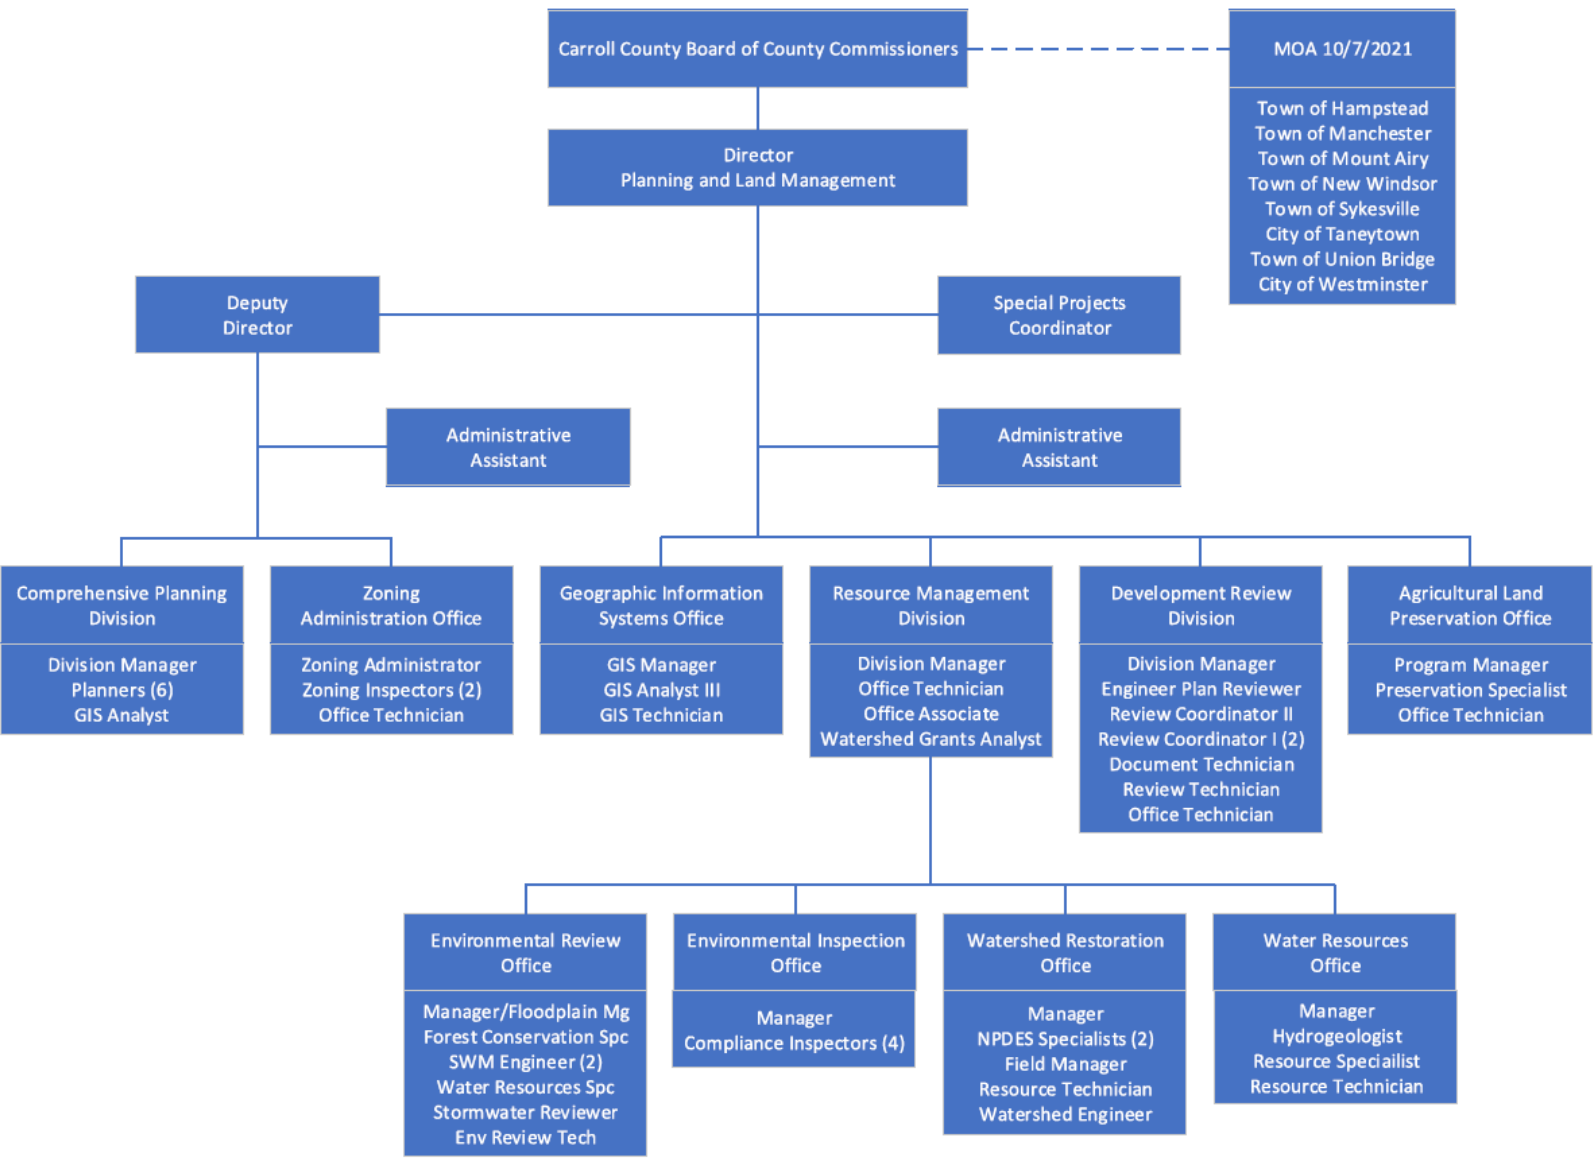 Carroll County Board of County Commissioners
MOA 10/7/2021
Town of Hampstead
Town of Manchester
Town of Mount Airy
Town of New Windsor
Town of Sykesville
City of Taneytown
Town of Union Bridge
City of Westminster
Director
Planning and Land Management
Deputy
Director
Special Projects
Coordinator
Administrative
Assistant
Administrative
Assistant
Comprehensive Planning
Division
Division Manager
Planners (6)
GIS Analyst
Zoning
Administration Office
Zoning Administrator
Zoning Inspectors (2)
Office Technician
Geographic Information
Systems Office
GIS Manager
GIS Analyst III
GIS Technician
Resource Management
Division
Division Manager
Office Technician
Office Associate
Watershed Grants Analyst
Development Review
Division
Division Manager
Engineer Plan Reviewer
Review Coordinator II
Review Coordinator I (2)
Document Technician
Review Technician
Office Technician
Agricultural Land
Preservation Office
Program Manager
Preservation Specialist
Office Technician
Environmental Review
Office
Manager/Floodplain Mg
Forest Conservation Spc
SWM Engineer (2)
Water Resources Spc
Stormwater Reviewer
Env Review Tech
Environmental Inspection
Office
Manager
Compliance Inspectors (4)
Watershed Restoration
Office
Manager
NPDES Specialists (2)
Field Manager
Resource Technician
Watershed Engineer
Water Resources
Office
Manager
Hydrogeologist
Resource Speciailist
Resource Technician